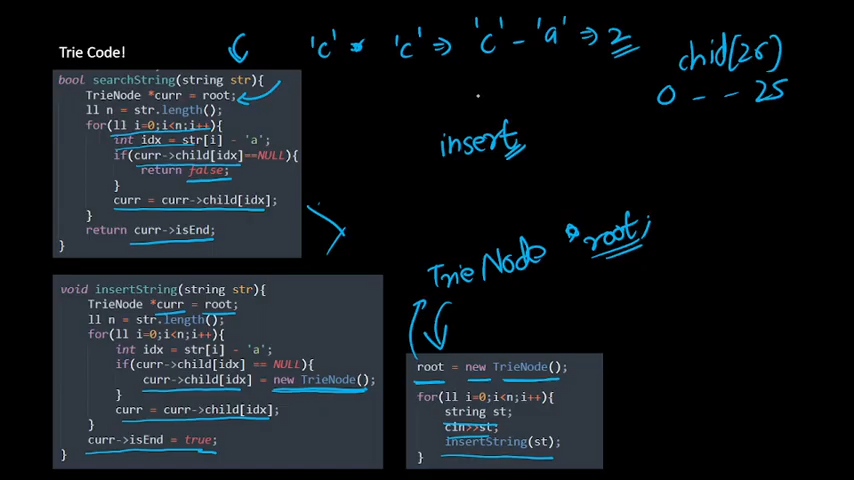 Trie Code!
'c' 'c' ⇒ 'c' - 'a' ⇒ 2
child[26]
0 - - 25
bool searchString(string str){
TrieNode *curr = root;
ll n = str.length();
for(ll i=0;i<n;i++){
int idx = str[i] - 'a';
if(curr->child[idx]==NULL){
return false;
}
curr = curr->child[idx];
}
return curr->isEnd;
}
insert
TrieNode *root;
void insertString(string str){
TrieNode *curr = root;
ll n = str.length();
for(ll i=0;i<n;i++){
int idx = str[i] - 'a';
if(curr->child[idx] == NULL){
curr->child[idx] = new TrieNode();
}
curr = curr->child[idx];
}
curr->isEnd = true;
}
root = new TrieNode();
for(ll i=0;i<n;i++){
string st;
cin>>st;
insertString(st);
}